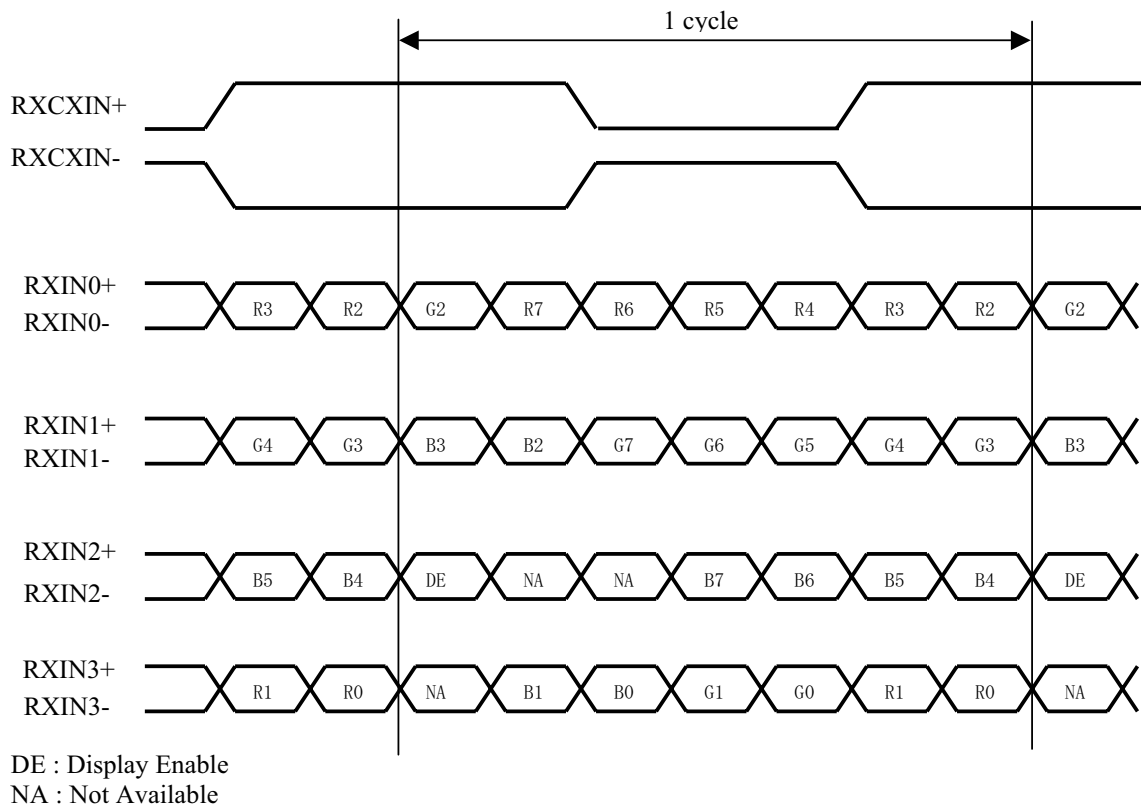 1 cycle
RXCXIN+
RXCXIN-
RXIN0+
RXIN0-
R3 R2 G2 R7 R6 R5 R4 R3 R2 G2
RXIN1+
RXIN1-
G4 G3 B3 B2 G7 G6 G5 G4 G3 B3
RXIN2+
RXIN2-
B5 B4 DE NA NA B7 B6 B5 B4 DE
RXIN3+
RXIN3-
R1 R0 NA B1 B0 G1 G0 R1 R0 NA
DE : Display Enable
NA : Not Available